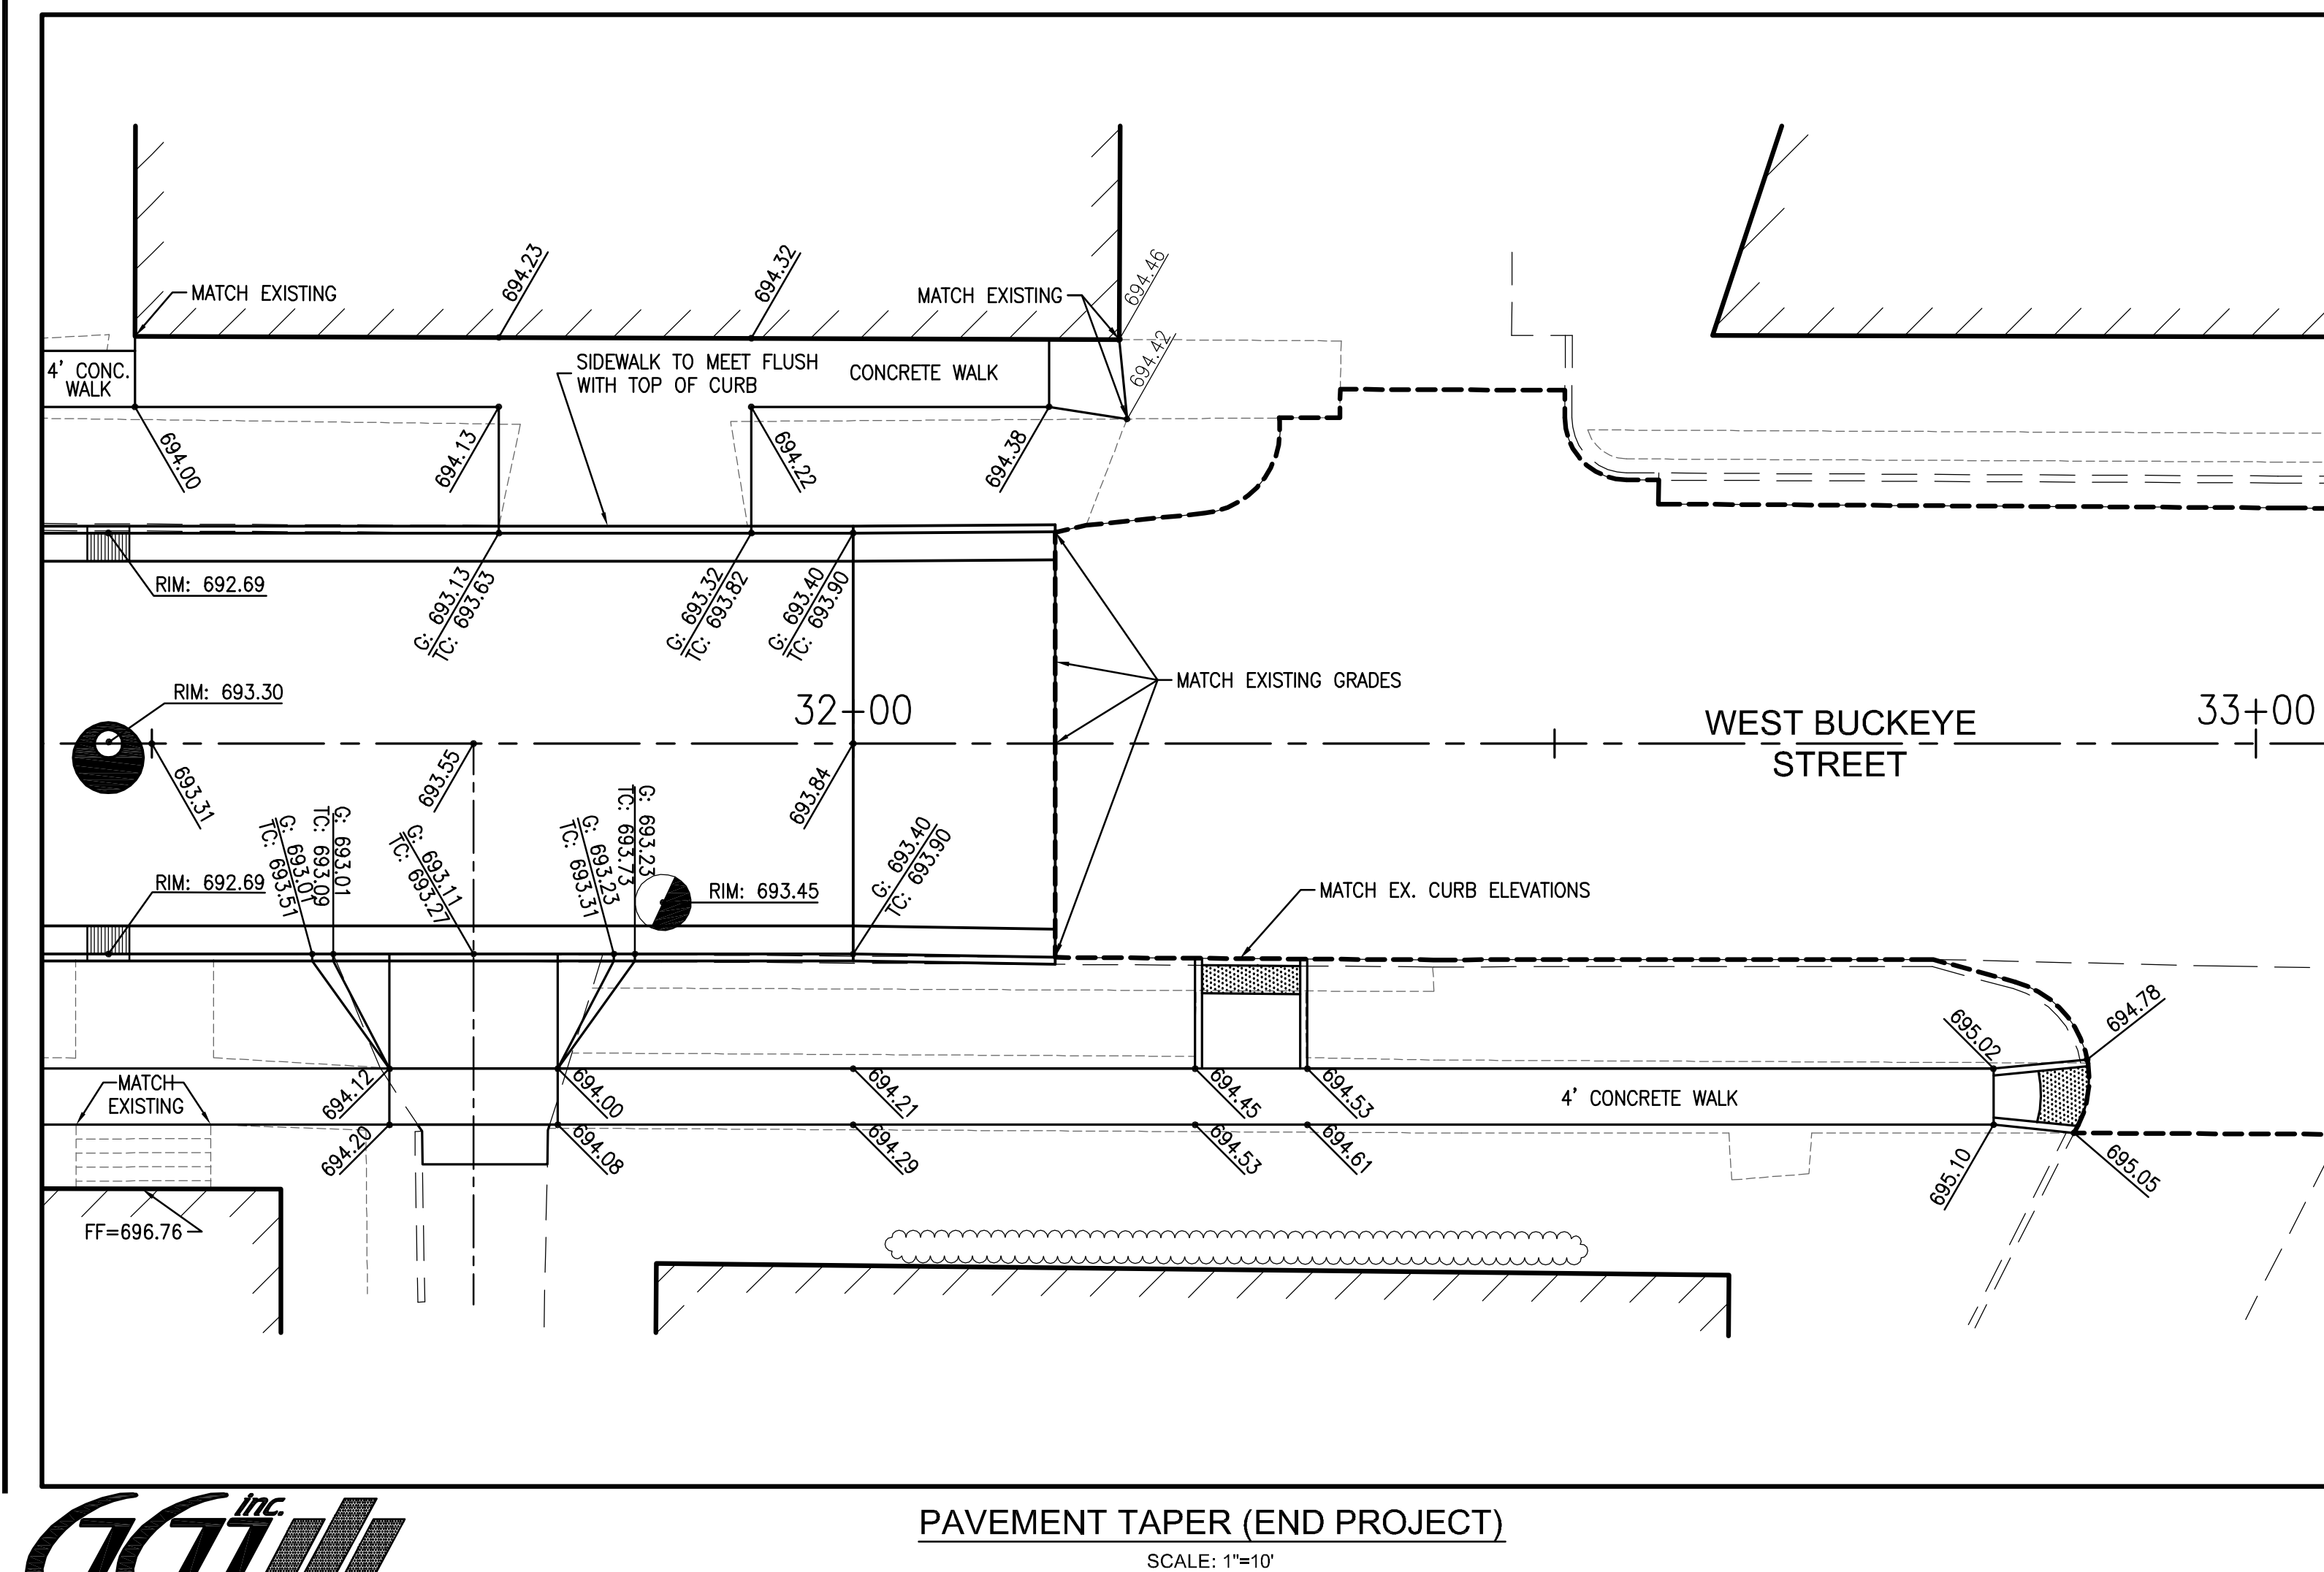 694.23
694.32
694.46
MATCH EXISTING
MATCH EXISTING
694.42
4' CONC.
WALK
SIDEWALK TO MEET FLUSH
WITH TOP OF CURB
CONCRETE WALK
694.00
694.13
694.22
694.38
RIM: 692.69
G: 693.13
TC: 693.63
G: 693.32
TC: 693.82
G: 693.40
TC: 693.90
RIM: 693.30
32+00
MATCH EXISTING GRADES
WEST BUCKEYE
STREET
33+00
693.31
693.55
693.84
G: 693.01
TC: 693.51
G: 693.01
TC: 693.09
G: 693.11
TC: 693.27
G: 693.23
TC: 693.31
G: 693.23
TC: 693.73
G: 693.40
TC: 693.90
RIM: 692.69
RIM: 693.45
MATCH EX. CURB ELEVATIONS
695.02
694.78
MATCH
EXISTING
694.12
694.00
694.21
694.45
694.53
4' CONCRETE WALK
694.20
694.08
694.29
694.53
694.61
695.10
695.05
FF=696.76
inc.
PAVEMENT TAPER (END PROJECT)
SCALE: 1"=10'